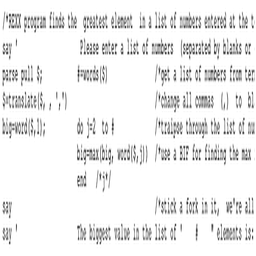 /*REXX program finds the greatest element in a list of numbers entered at the t
say ' Please enter a list of numbers (separated by blanks or
parse pull $; #=words($) /*get a list of numbers from ter
$=translate($, , ',') /*change all commas (,) to bl
big=word($,1); do j=2 to # /*traipse through the list of nu
big=max(big, word($,j)) /*use a BIF for finding the max
end /*j*/
say /*stick a fork in it, we're all
say ' The biggest value in the list of ' # " elements is: